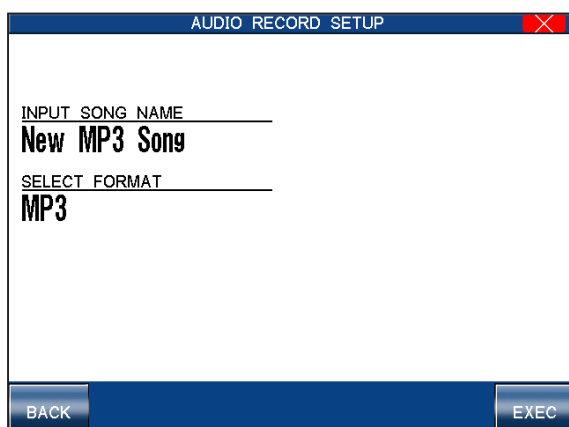 AUDIO RECORD SETUP
INPUT SONG NAME
New MP3 Song
SELECT FORMAT
MP3
BACK
EXEC